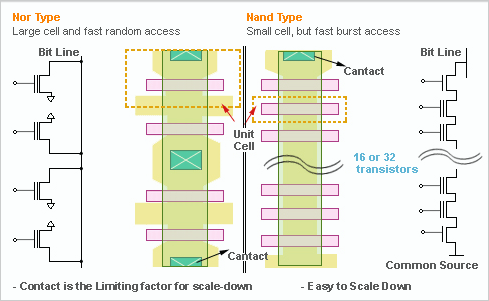 Nor Type
Large cell and fast random access
Nand Type
Small cell, but fast burst access
Bit Line
Cantact
Bit Line
Unit
Cell
16 or 32
transistors
Cantact
Common Source
- Contact is the Limiting factor for scale-down
- Easy to Scale Down